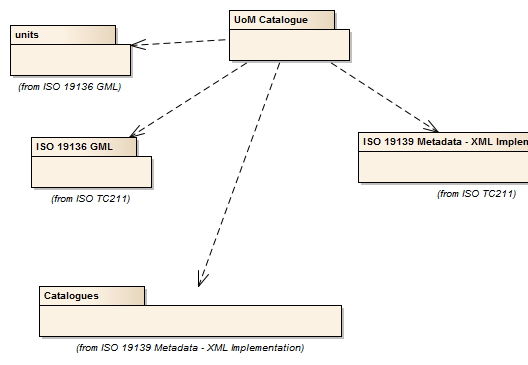 UoM Catalogue
units
(from ISO 19136 GML)
ISO 19136 GML
(from ISO TC211)
ISO 19139 Metadata - XML
(from ISO TC211)
Catalogues
(from ISO 19139 Metadata - XML Implementation)